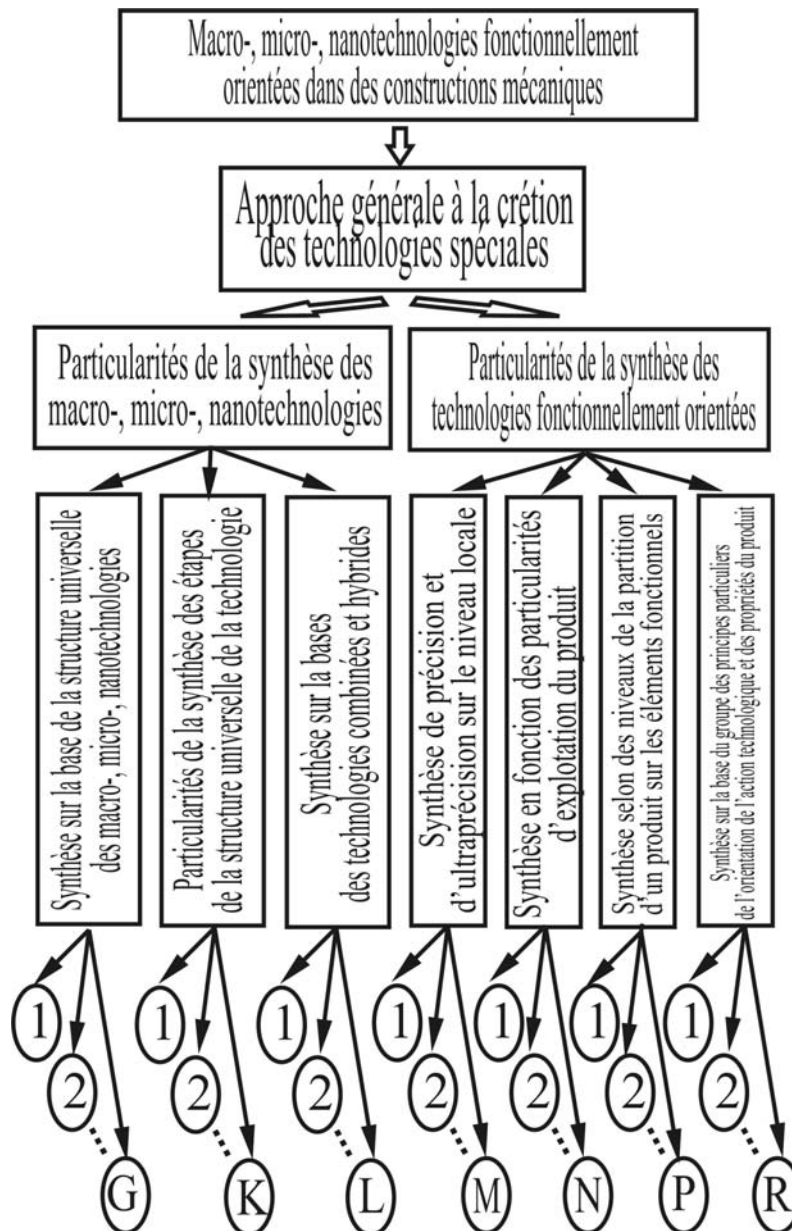 Macro-, micro-, nanotechnologies fonctionnellement
orientées dans des constructions mécaniques
Approche générale à la crétion
des technologies spéciales
Particularités de la synthèse des
macro-, micro-, nanotechnologies
Particularités de la synthèse des
technologies fonctionnellement orientées
Synthèse sur la base de la structure universelle
des macro-, micro-, nanotechnologies
Particularités de la synthèse des étapes
de la structure universelle de la technologie
Synthèse sur la bases
des technologies combinées et hybrides
Synthèse de précision et
d'ultraprécision sur le niveau locale
Synthèse en fonction des particularités
d'explotation du produit
Synthèse selon des niveaux de la partition
d'un produit sur les éléments fonctionnels
Synthèse sur la base du groupe des principes particuliers
de l'orientation de l'action technologique et des propriétés du produit
1 1 1 1 1 1 1
2 2 2 2 2 2 2
G K L M N P R